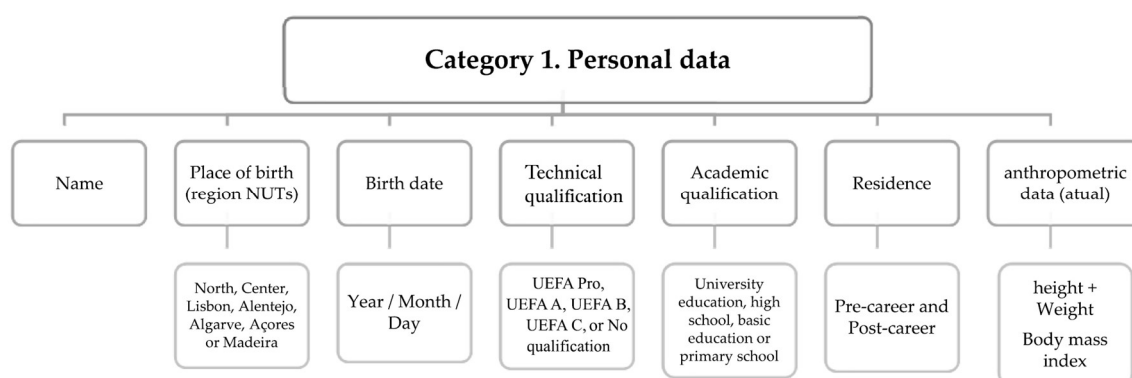 Category 1. Personal data
Name
Place of birth
(region NUTs)
Birth date
Technical
qualification
Academic
qualification
Residence
anthropometric
data (atual)
North, Center,
Lisbon, Alentejo,
Algarve, Açores
or Madeira
Year / Month /
Day
UEFA Pro,
UEFA A, UEFA B,
UEFA C, or No
qualification
University
education, high
school, basic
education or
primary school
Pre-career and
Post-career
height +
Weight
Body mass
index